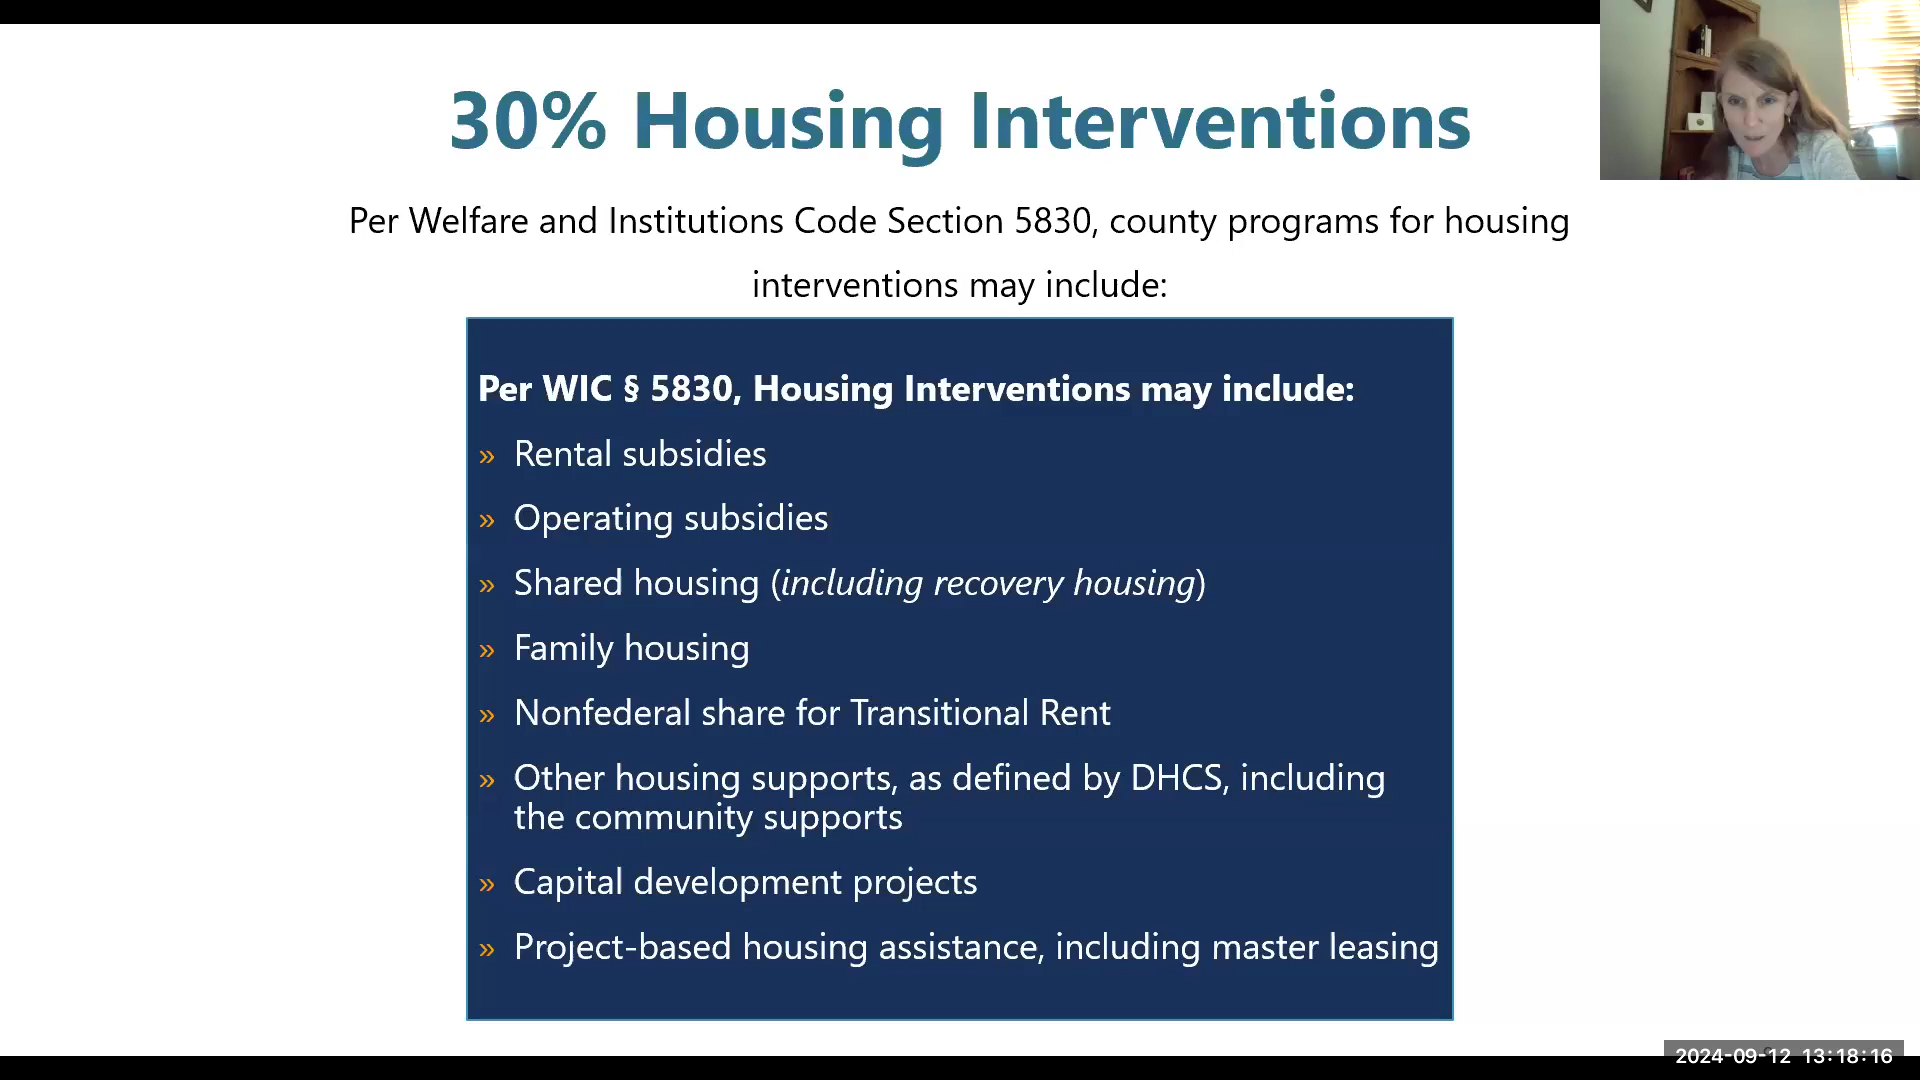 30% Housing Interventions
Per Welfare and Institutions Code Section 5830, county programs for housing
interventions may include:
Per WIC § 5830, Housing Interventions may include:
» Rental subsidies
» Operating subsidies
» Shared housing (including recovery housing)
» Family housing
» Nonfederal share for Transitional Rent
» Other housing supports, as defined by DHCS, including
the community supports
» Capital development projects
» Project-based housing assistance, including master leasing
2024-09-12 13:18:16